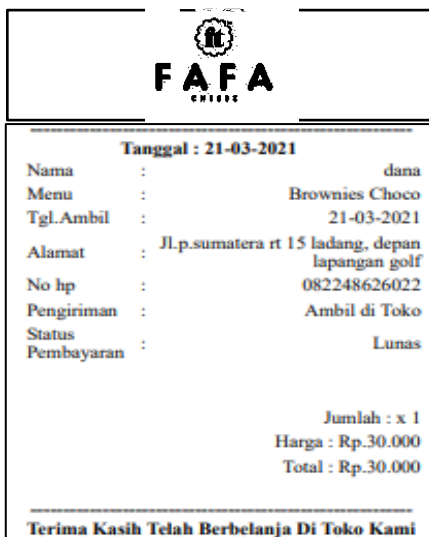 ft
FAFA
Tanggal : 21-03-2021
Nama : dana
Menu : Brownies Choco
Tgl.Ambil : 21-03-2021
Alamat : Jl.p.sumatera rt 15 ladang, depan
lapangan golf
No hp : 082248626022
Pengiriman : Ambil di Toko
Status
Pembayaran : Lunas
Jumlah : x 1
Harga : Rp.30.000
Total : Rp.30.000
Terima Kasih Telah Berbelanja Di Toko Kami